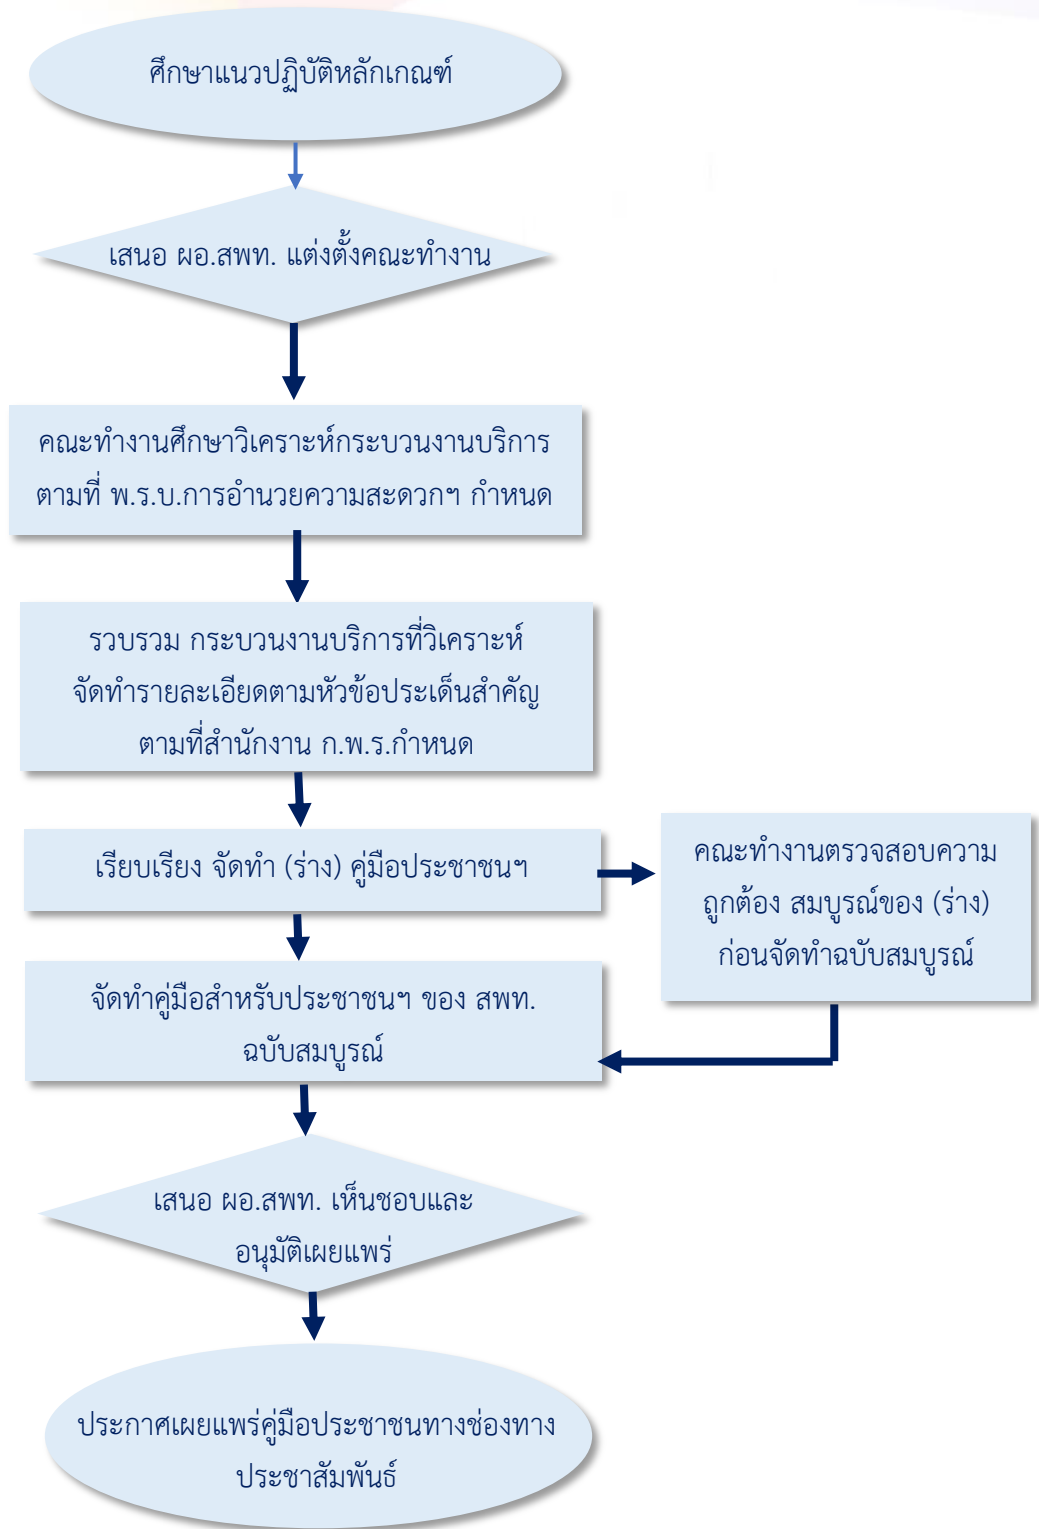 ศึกษาแนวปฏิบัติหลักเกณฑ์
เสนอ ผอ.สพท. แต่งตั้งคณะทำงาน
คณะทำงานศึกษาวิเคราะห์กระบวนงานบริการ
ตามที่ พ.ร.บ.การอำนวยความสะดวกฯ กำหนด
รวบรวม กระบวนงานบริการที่วิเคราะห์
จัดทำรายละเอียดตามหัวข้อประเด็นสำคัญ
ตามที่สำนักงาน ก.พ.ร.กำหนด
เรียบเรียง จัดทำ (ร่าง) คู่มือประชาชนฯ
คณะทำงานตรวจสอบความ
ถูกต้อง สมบูรณ์ของ (ร่าง)
ก่อนจัดทำฉบับสมบูรณ์
จัดทำคู่มือสำหรับประชาชนฯ ของ สพท.
ฉบับสมบูรณ์
เสนอ ผอ.สพท. เห็นชอบและ
อนุมัติเผยแพร่
ประกาศเผยแพร่คู่มือประชาชนทางช่องทาง
ประชาสัมพันธ์